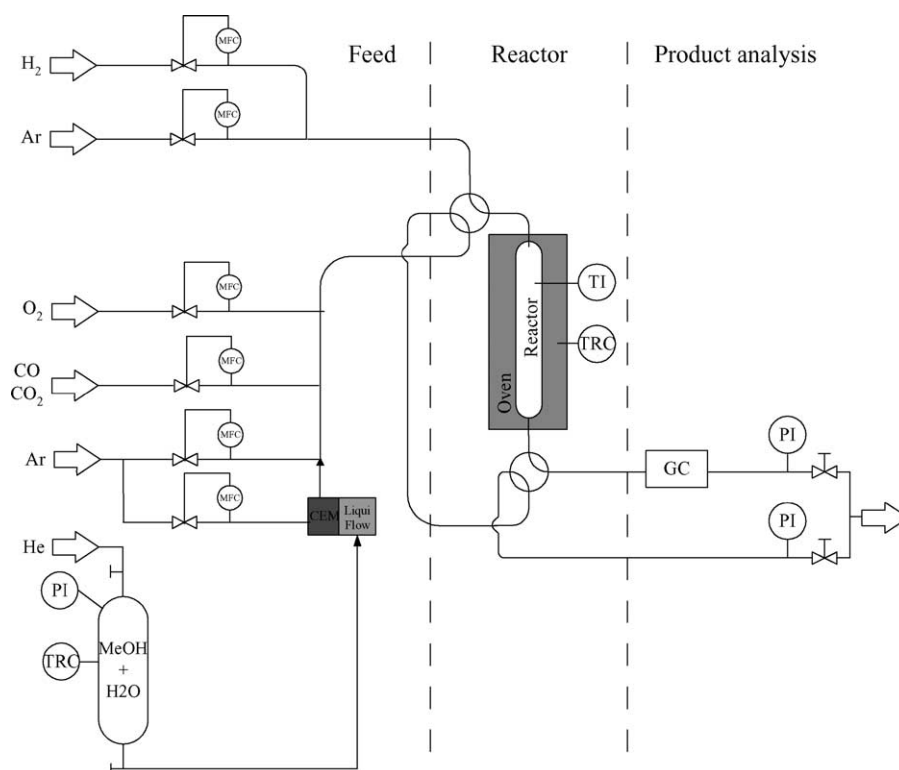 Feed
Reactor
Product analysis
H2
MFC
Ar
MFC
O2
MFC
CO
CO2
MFC
Ar
MFC
MFC
CEM
Liqui
Flow
He
PI
TRC
MeOH
+
H2O
Reactor
Oven
TI
TRC
GC
PI
PI